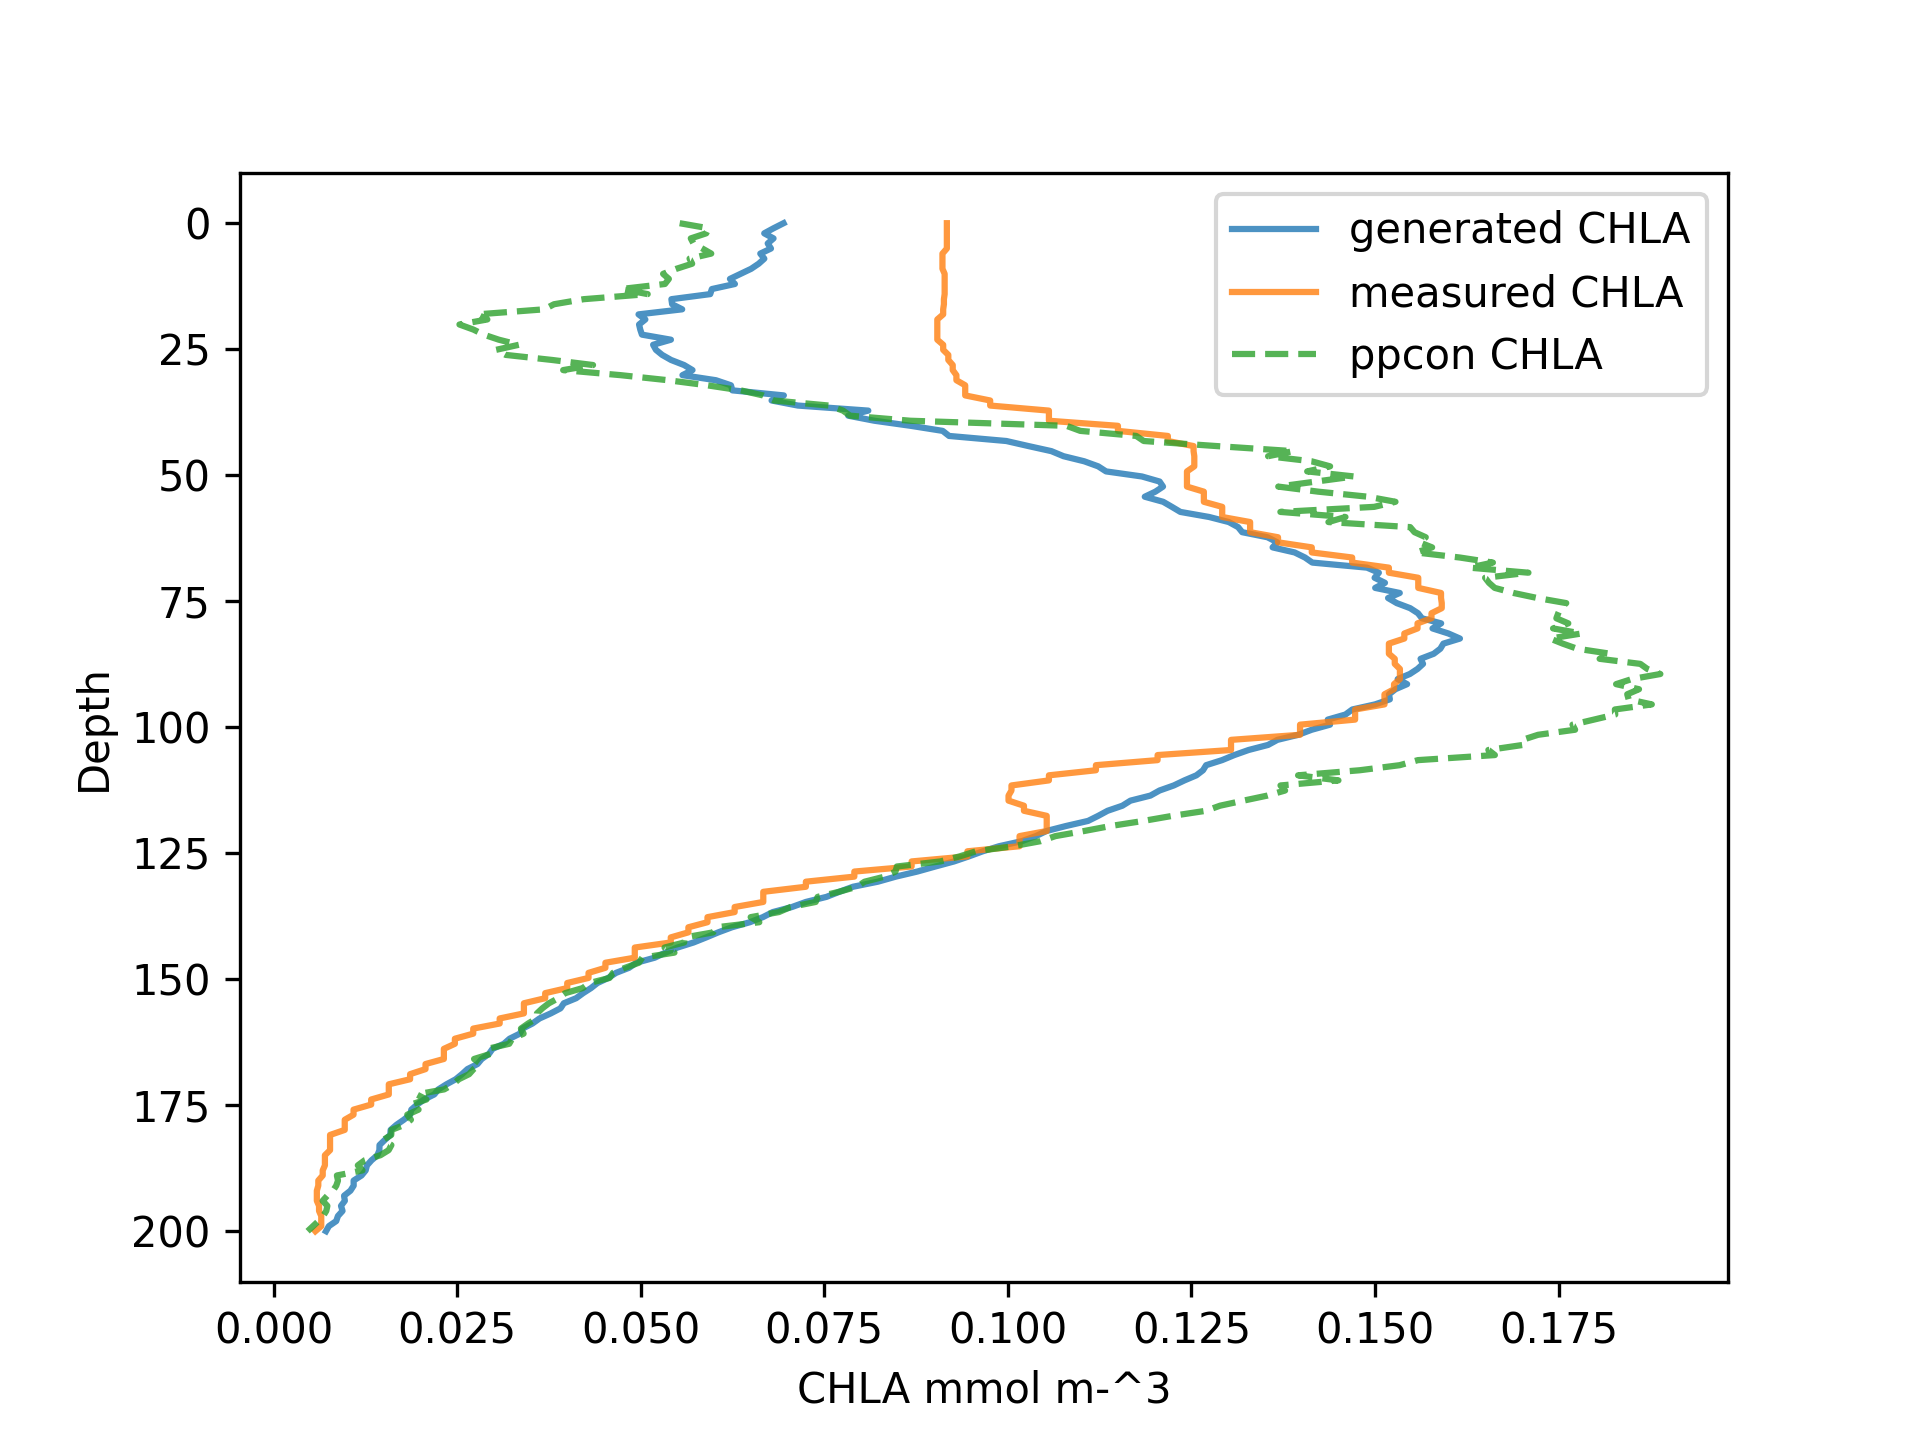 generated CHLA
measured CHLA
ppcon CHLA
0
25
50
75
100
125
150
175
200
Depth
0.000 0.025 0.050 0.075 0.100 0.125 0.150 0.175
CHLA mmol m-^3